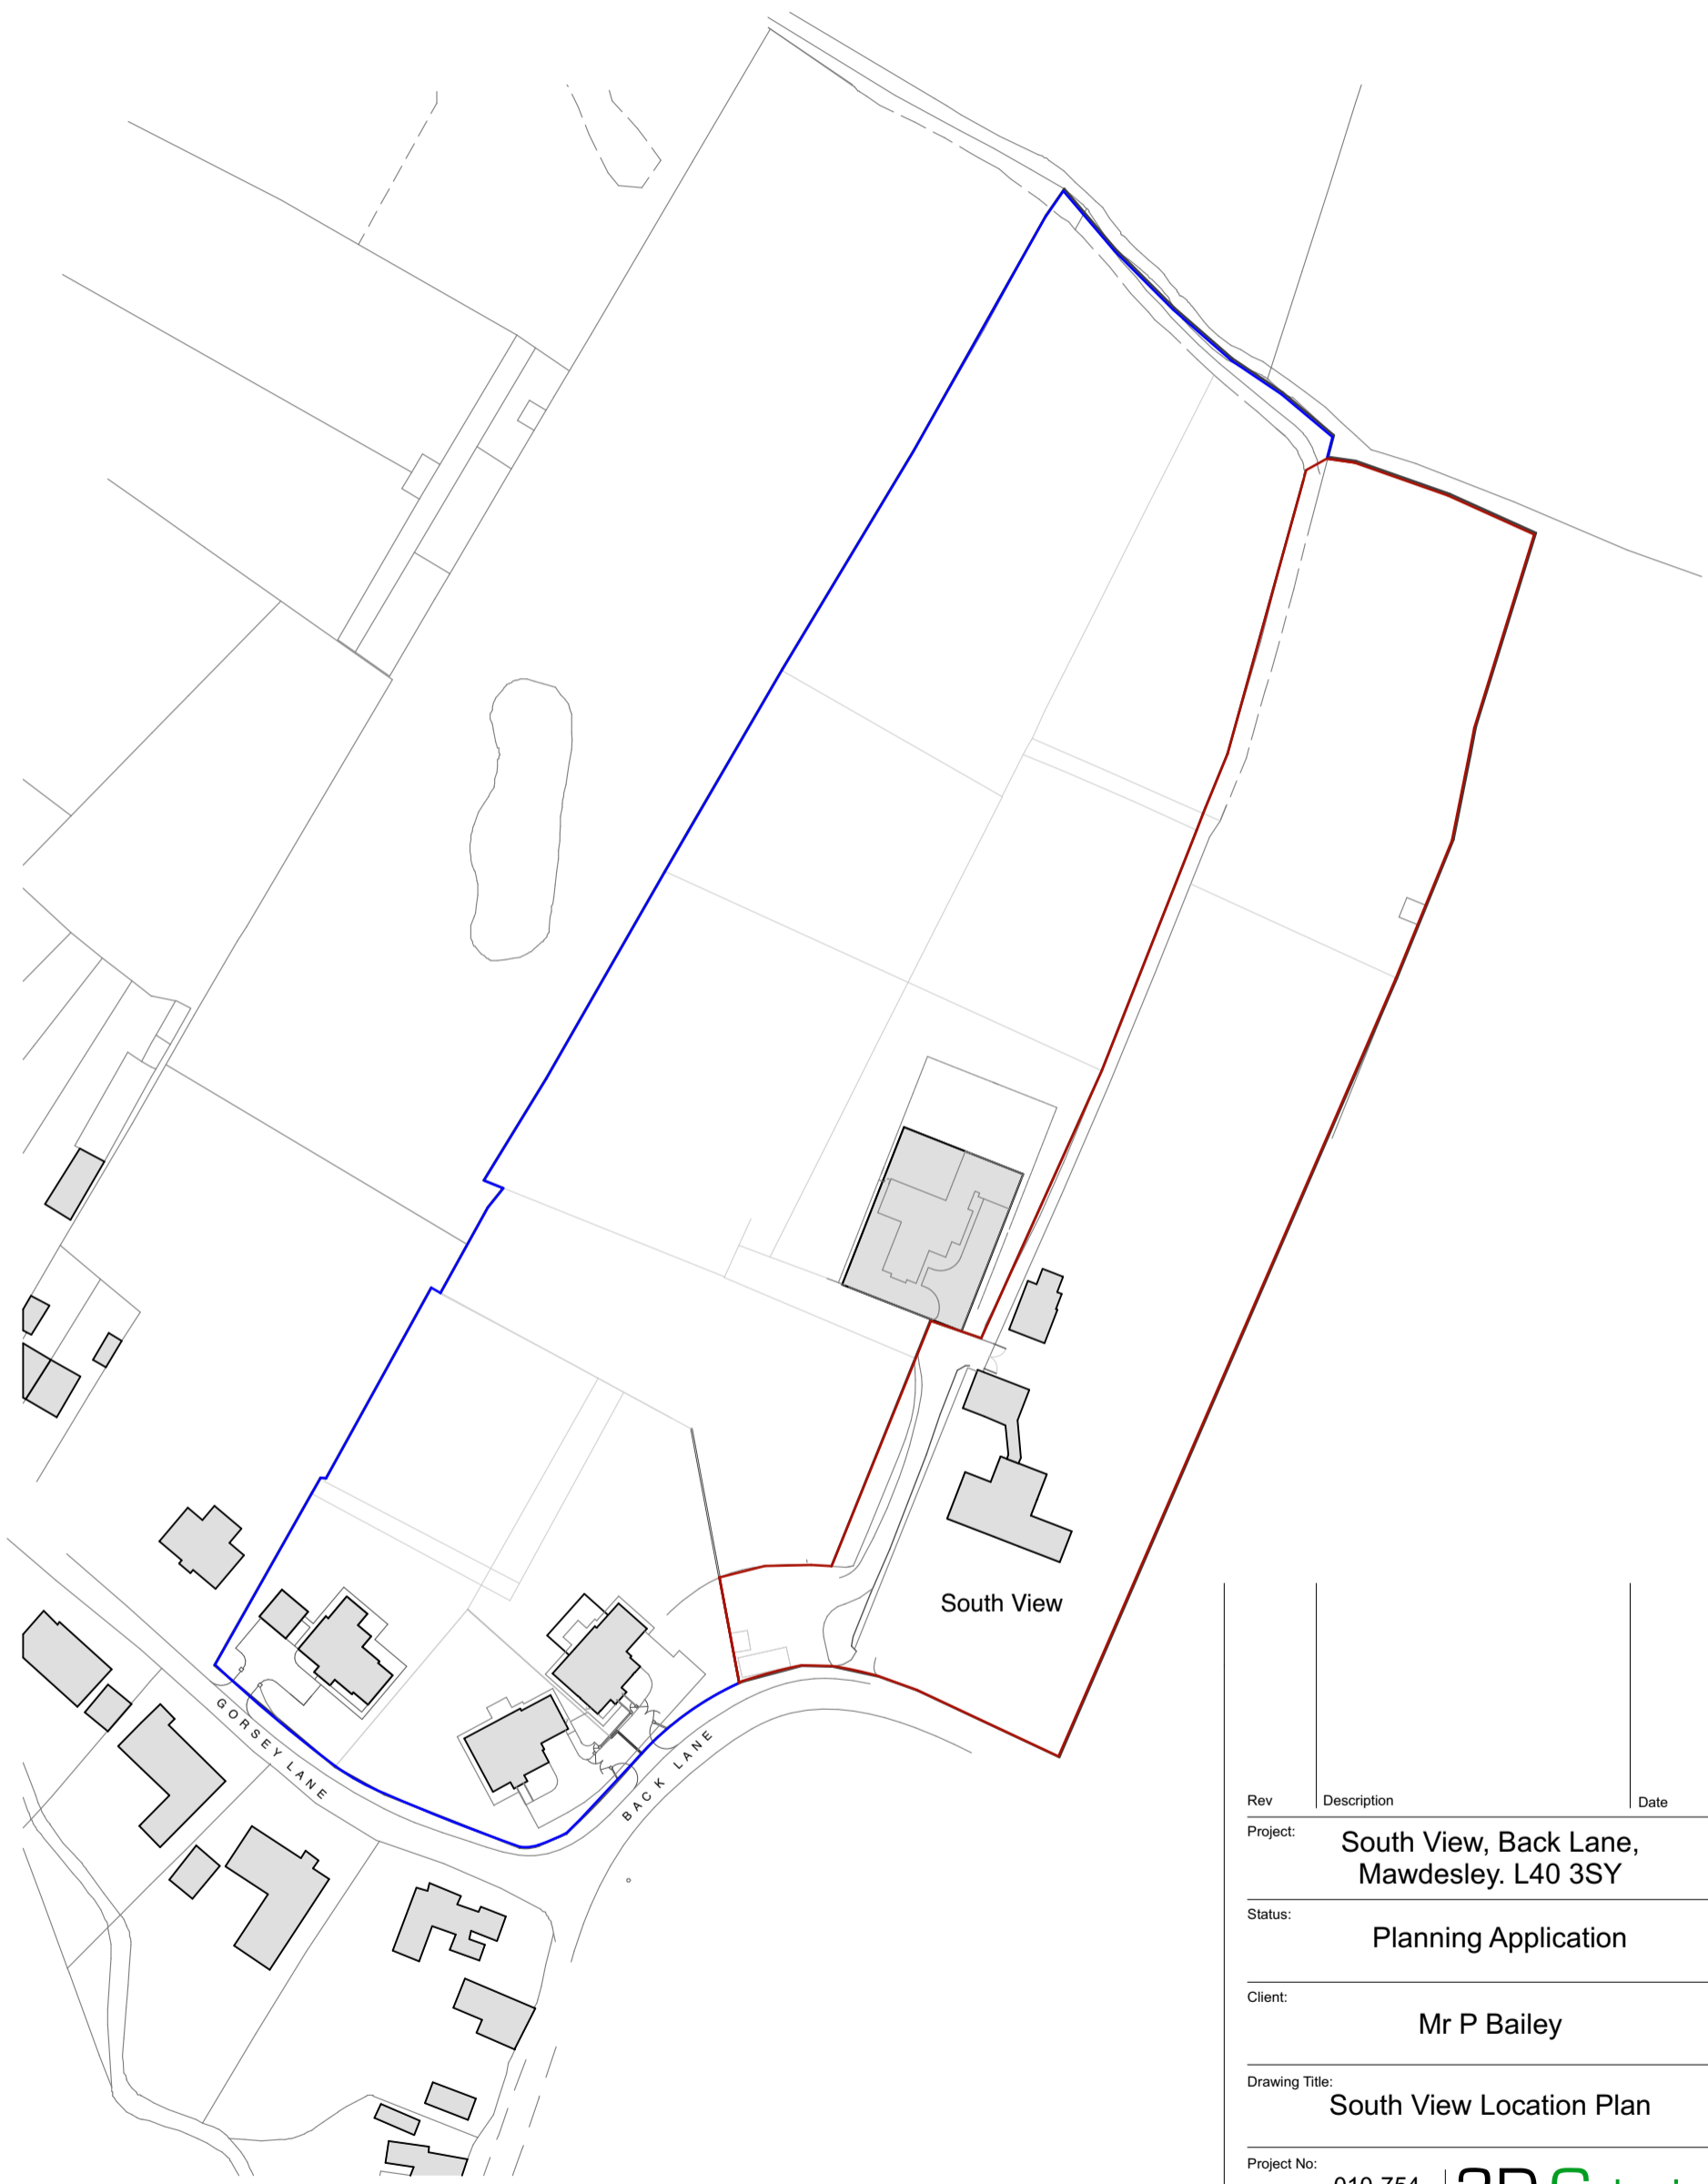 South View
GORSEY LANE
BACK LANE
Rev
Description
Date
Project:
South View, Back Lane,
Mawdesley. L40 3SY
Status:
Planning Application
Client:
Mr P Bailey
Drawing Title:
South View Location Plan
Project No: